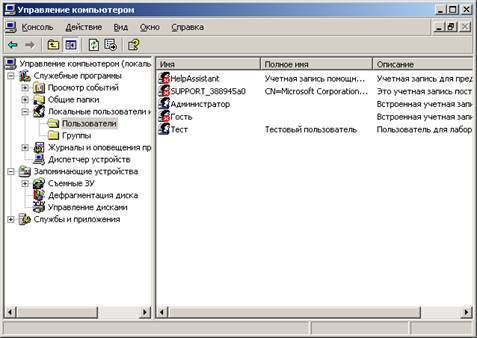 Управление компьютером
Консоль Действие Вид Окно Справка
Управление компьютером (локаль
Служебные программы
Просмотр событий
Общие папки
Локальные пользователи и
Пользователи
Группы
Журналы и оповещения пр
Диспетчер устройств
Запоминающие устройства
Съемные ЗУ
Дефрагментация диска
Управление дисками
Службы и приложения
Имя Полное имя Описание
HelpAssistant Учетная запись помощн... Учетная запись для пред
SUPPORT_388945a0 CN=Microsoft Corporation... Это учетная запись пост
Администратор Встроенная учетная запи
Гость Встроенная учетная запи
Тест Тестовый пользователь Пользователь для лабор